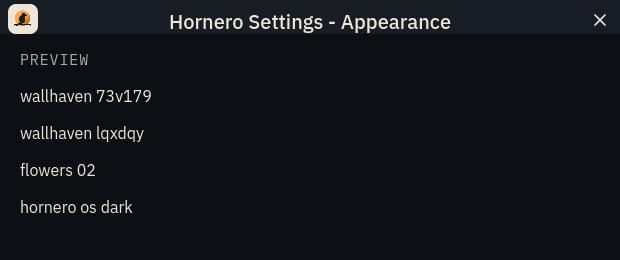 Hornero Settings - Appearance
PREVIEW
wallhaven 73v179
wallhaven lqxdqy
flowers 02
hornero os dark